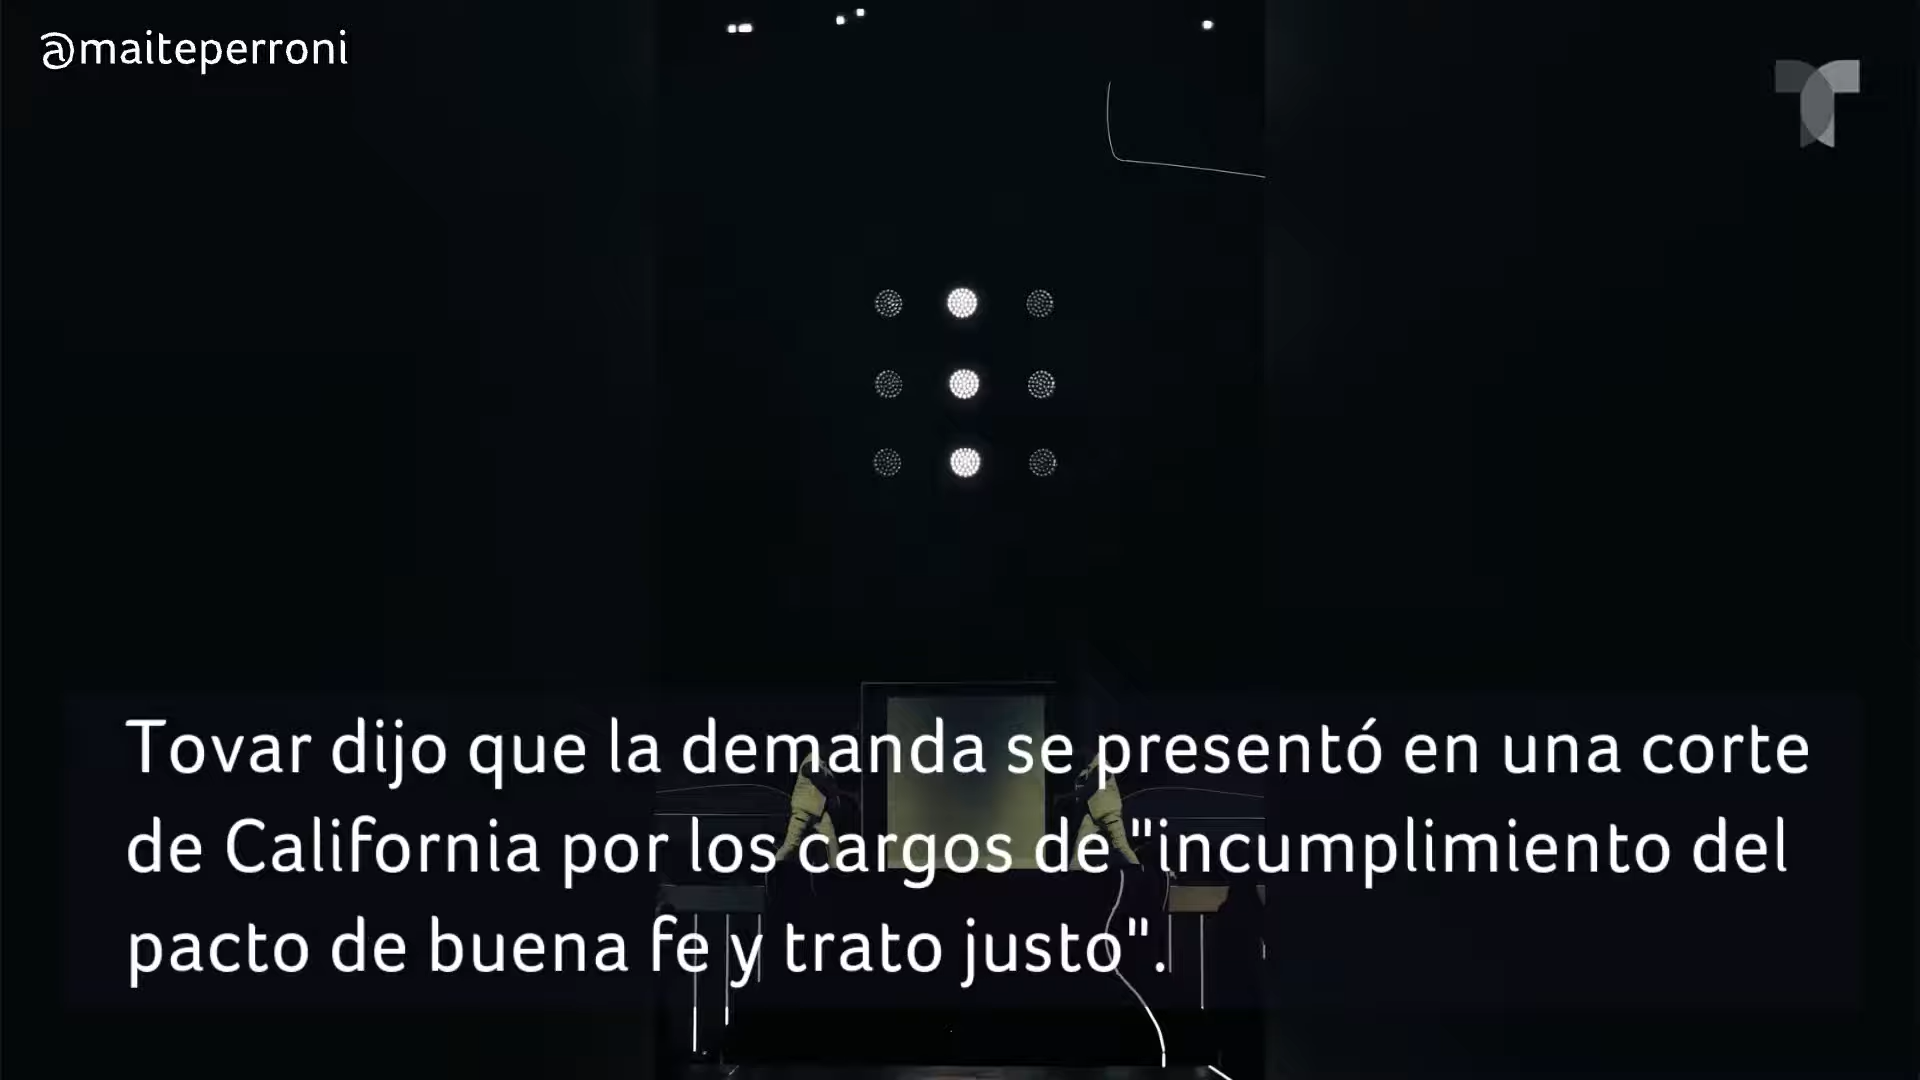 @maiteperroni
Tovar dijo que la demanda se presentó en una corte
de California por los cargos de "incumplimiento del
pacto de buena fe y trato justo".